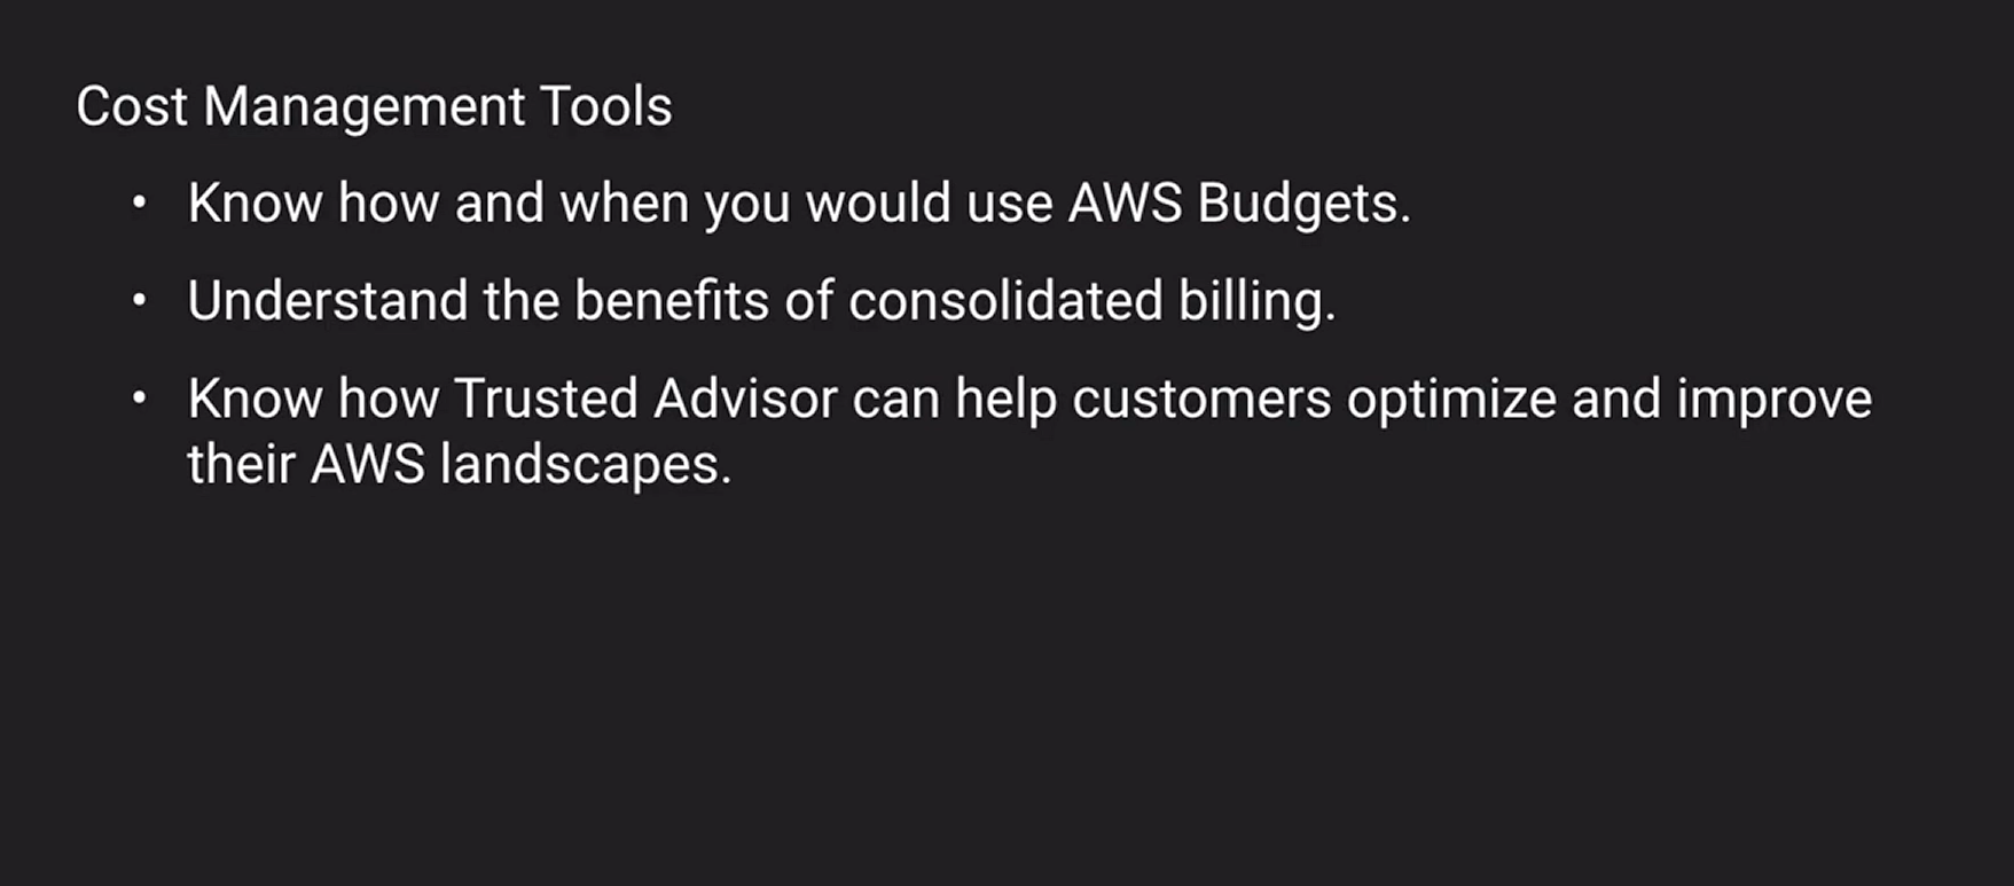 Cost Management Tools
• Know how and when you would use AWS Budgets.
• Understand the benefits of consolidated billing.
• Know how Trusted Advisor can help customers optimize and improve
their AWS landscapes.